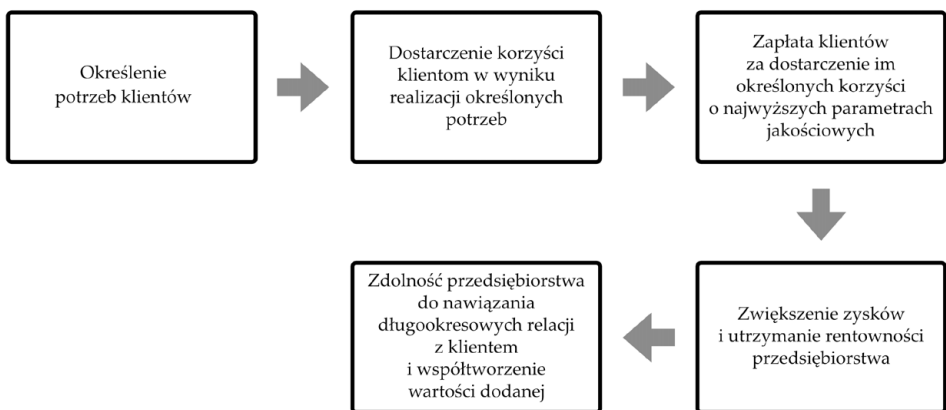 Określenie
potrzeb klientów
Dostarczenie korzyści
klientom w wyniku
realizacji określonych
potrzeb
Zapłata klientów
za dostarczenie im
określonych korzyści
o najwyższych parametrach
jakościowych
Zwiększenie zysków
i utrzymanie rentowności
przedsiębiorstwa
Zdolność przedsiębiorstwa
do nawiązania
długookresowych relacji
z klientem
i współtworzenie
wartości dodanej